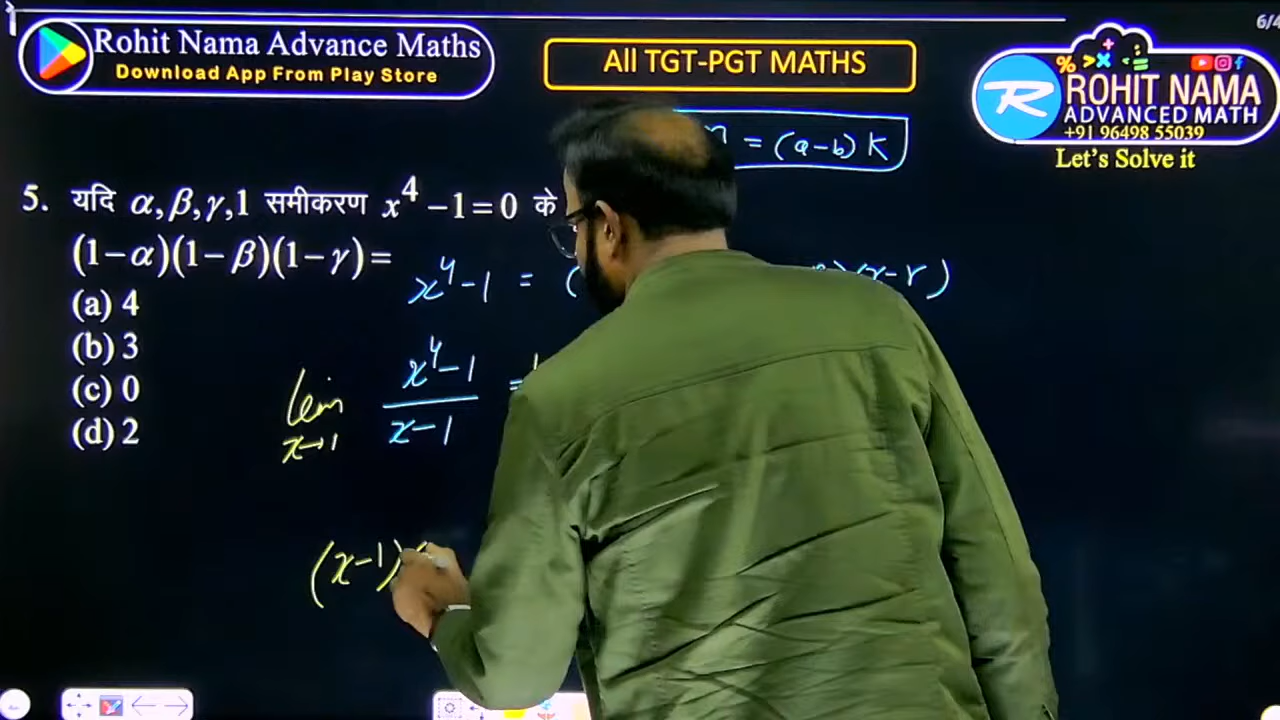 Rohit Nama Advance Maths
Download App From Play Store
All TGT-PGT MATHS
6/4
% > × ÷ < =
ROHIT NAMA
ADVANCED MATH
+91 96498 55039
Let's Solve it
= (a-b) K
5. यदि α, β, γ, 1 समीकरण x⁴ - 1 = 0 के
(1-α)(1-β)(1-γ) =
x⁴-1 = ( (x-r)
(a) 4
(b) 3
(c) 0
(d) 2
lim x→1 x⁴-1 / x-1 =
(x-1)(